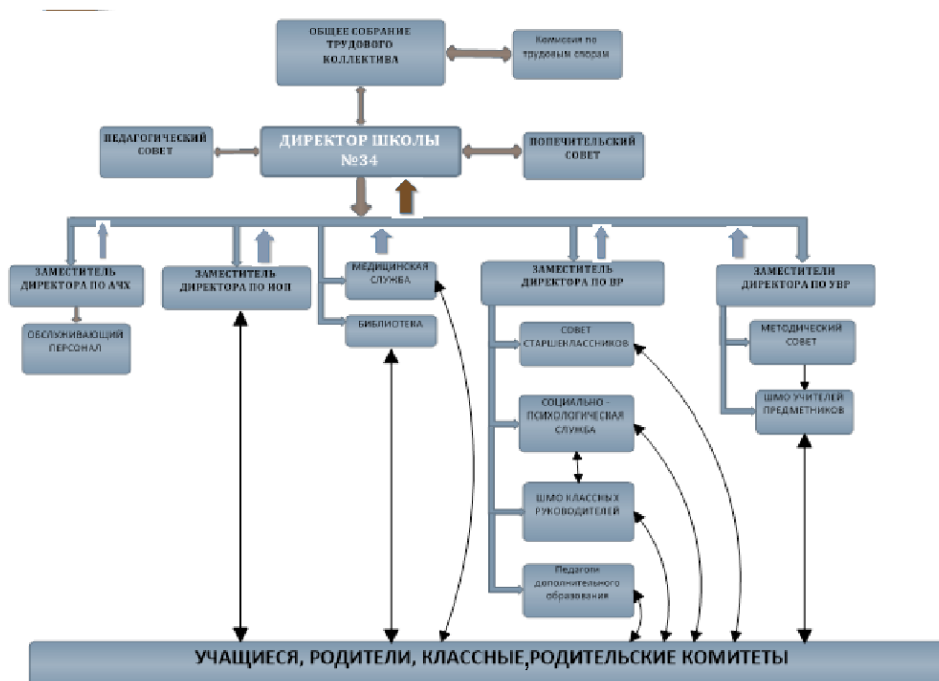 ОБЩЕЕ СОБРАНИЕ
ТРУДОВОГО
КОЛЛЕКТИВА
Комиссия по
трудовым спорам
ПЕДАГОГИЧЕСКИЙ
СОВЕТ
ДИРЕКТОР ШКОЛЫ
№34
ПОПЕЧИТЕЛЬСКИЙ
СОВЕТ
ЗАМЕСТИТЕЛЬ
ДИРЕКТОРА ПО АЧХ
ОБСЛУЖИВАЮЩИЙ
ПЕРСОНАЛ
ЗАМЕСТИТЕЛЬ
ДИРЕКТОРА ПО ИОП
МЕДИЦИНСКАЯ
СЛУЖБА
БИБЛИОТЕВА
ЗАМЕСТИТЕЛЬ
ДИРЕКТОРА ПО ВР
СОВЕТ
СТАРШЕКЛАССНИКОВ
СОЦИАЛЬНО -
ПСИХОЛОГИЧЕСКАЯ
СЛУЖБА
ШМО КЛАССНЫХ
РУКОВОДИТЕЛЕЙ
Педагоги
дополнительного
образования
ЗАМЕСТИТЕЛИ
ДИРЕКТОРА ПО УВР
МЕТОДИЧЕСКИЙ
СОВЕТ
ШМО УЧИТЕЛЕЙ
ПРЕДМЕТНИКОВ
УЧАЩИЕСЯ, РОДИТЕЛИ, КЛАССНЫЕ,РОДИТЕЛЬСКИЕ КОМИТЕТЫ